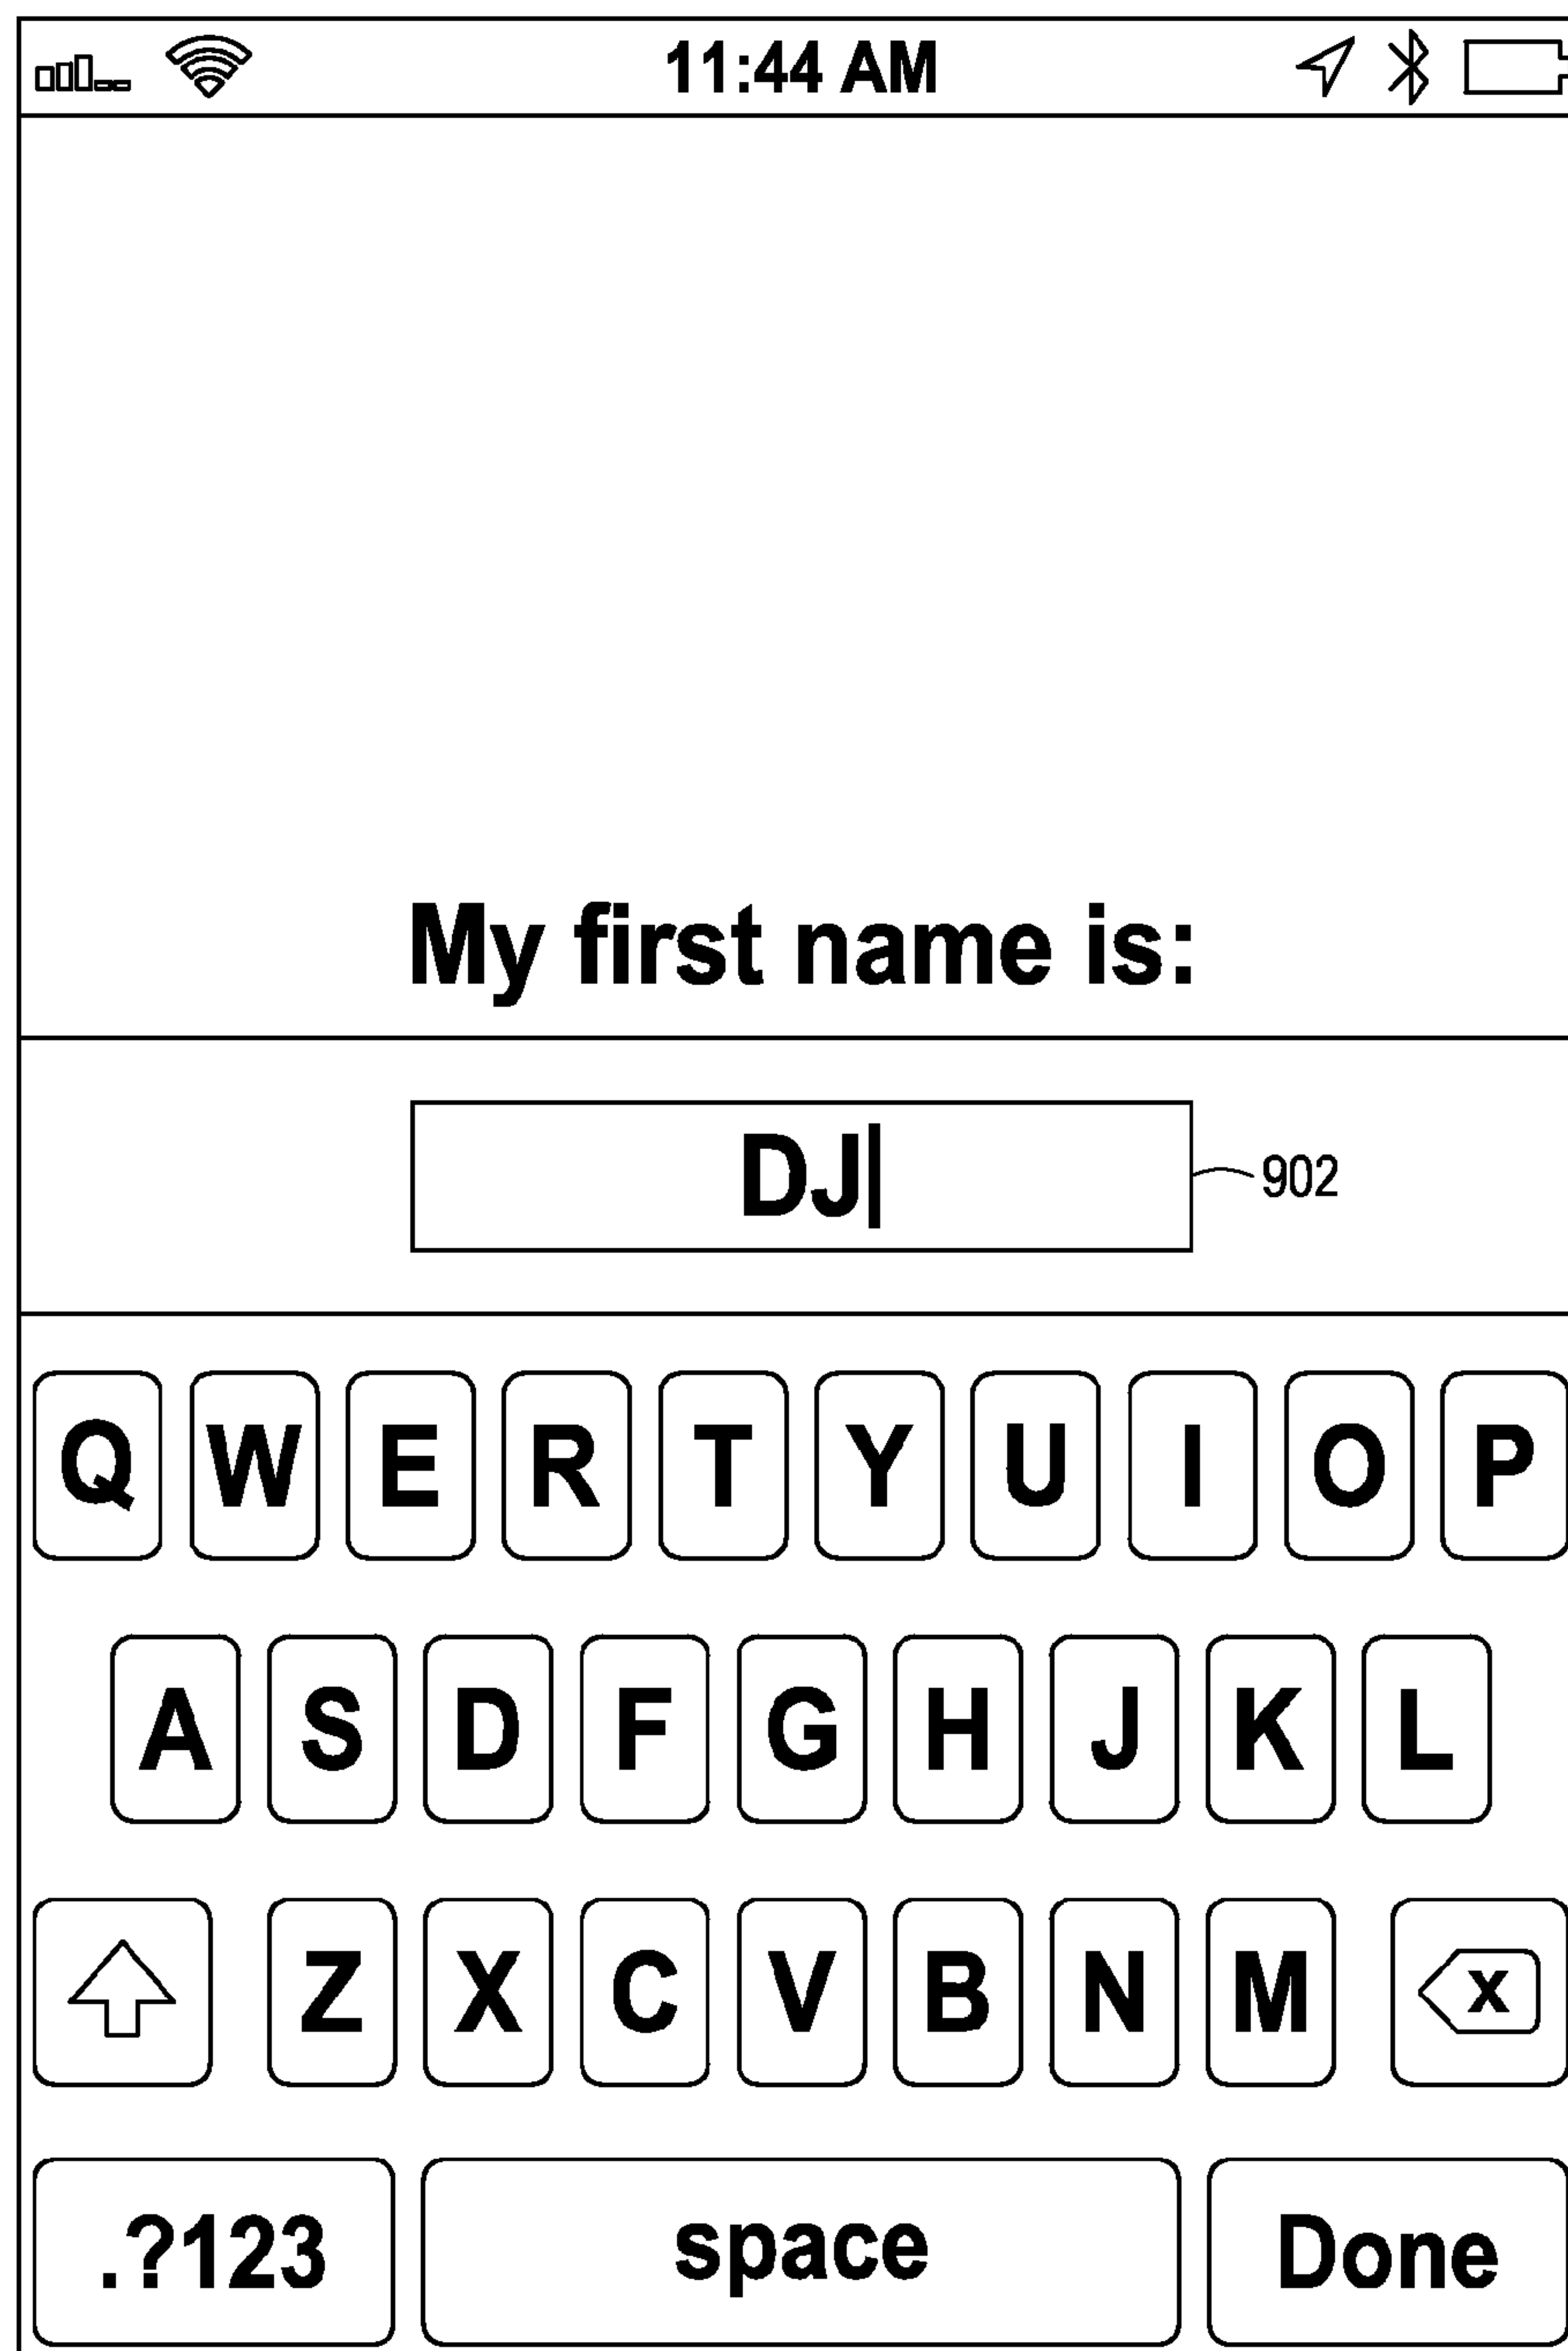 11:44 AM
My first name is:
DJ
902
Q W E R T Y U I O P
A S D F G H J K L
Z X C V B N M X
.?123 space Done